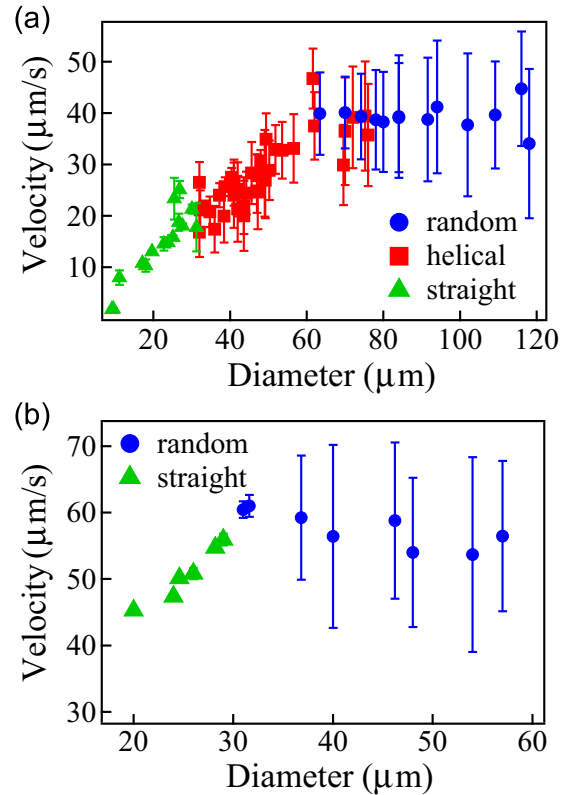 (a)
Velocity (μm/s)
50
40
30
20
10
random
helical
straight
20
40
60
80
100
120
Diameter (μm)
(b)
Velocity (μm/s)
70
60
50
40
30
random
straight
20
30
40
50
60
Diameter (μm)